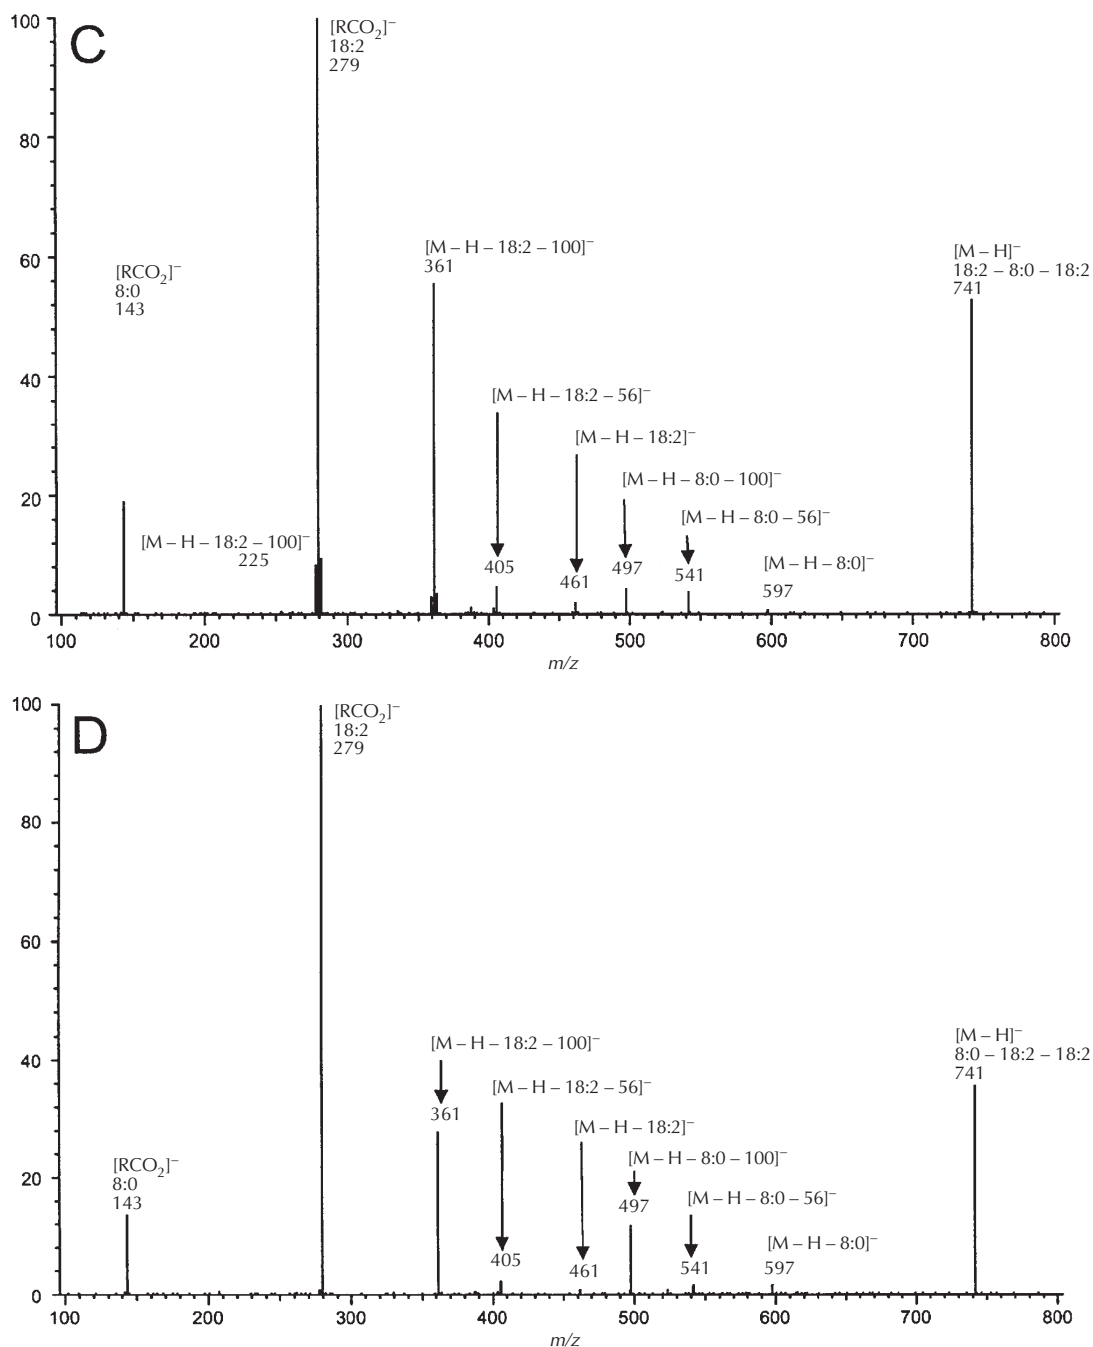 C
100
80
60
40
20
0
[RCO2]−
18:2
279
[M – H – 18:2 – 100]−
361
[M – H]−
18:2 – 8:0 – 18:2
741
[RCO2]−
8:0
143
[M – H – 18:2 – 56]−
405
[M – H – 18:2]−
461
[M – H – 8:0 – 100]−
497
[M – H – 8:0 – 56]−
541
[M – H – 8:0]−
597
[M – H – 18:2 – 100]−
225
100 200 300 400 500 600 700 800
m/z
D
100
80
60
40
20
0
[RCO2]−
18:2
279
[M – H – 18:2 – 100]−
361
[M – H]−
8:0 – 18:2 – 18:2
741
[M – H – 18:2 – 56]−
405
[M – H – 18:2]−
461
[M – H – 8:0 – 100]−
497
[RCO2]−
8:0
143
[M – H – 8:0 – 56]−
541
[M – H – 8:0]−
597
100 200 300 400 500 600 700 800
m/z